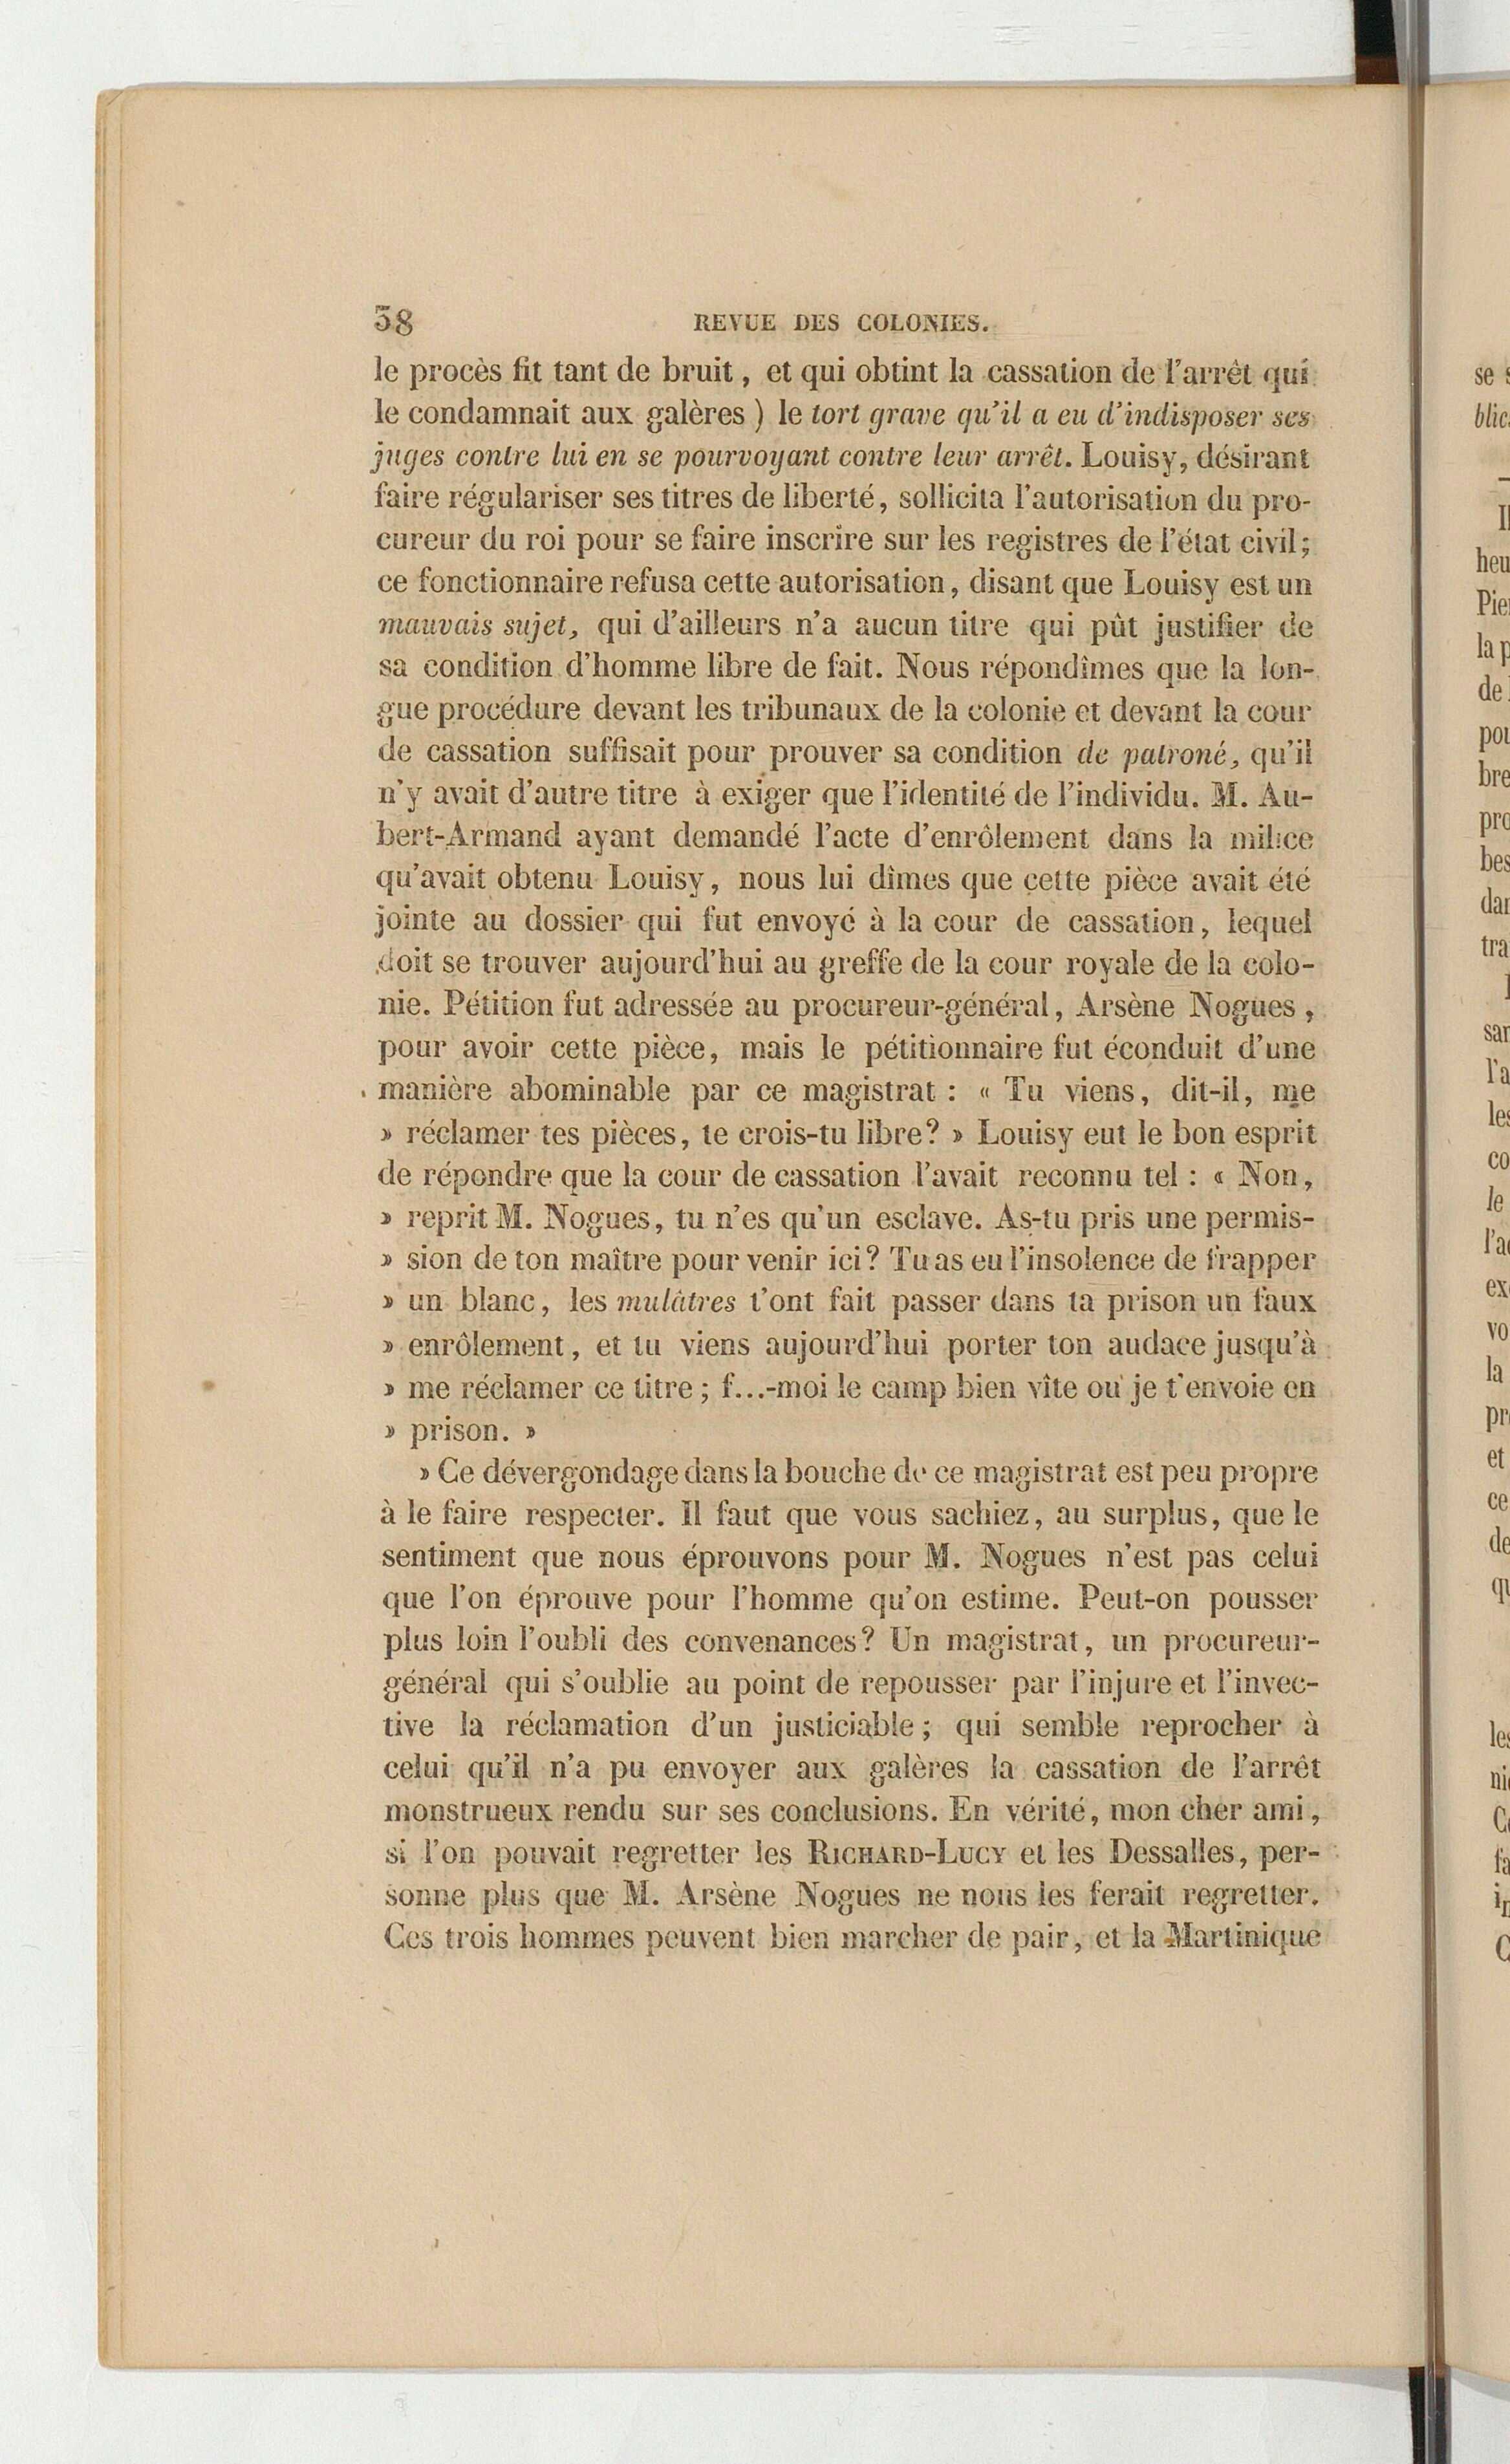 38 REVUE DES COLONIES.
le procès fit tant de bruit, et qui obtint la cassation de l'arrêt qui
le condamnait aux galères ) le tort grave qu'il a eu d'indisposer ses
juges contre lui en se pourvoyant contre leur arrêt. Louisy, désirant
faire régulariser ses titres de liberté, sollicita l'autorisation du pro-
cureur du roi pour se faire inscrire sur les registres de l'état civil;
ce fonctionnaire refusa cette autorisation, disant que Louisy est un
mauvais sujet, qui d'ailleurs n'a aucun titre qui pût justifier de
sa condition d'homme libre de fait. Nous répondîmes que la lon-
gue procédure devant les tribunaux de la colonie et devant la cour
de cassation suffisait pour prouver sa condition de patroné, qu'il
n'y avait d'autre titre à exiger que l'identité de l'individu. M. Au-
bert-Armand ayant demandé l'acte d'enrôlement dans la milice
qu'avait obtenu Louisy, nous lui dîmes que cette pièce avait été
jointe au dossier qui fut envoyé à la cour de cassation, lequel
doit se trouver aujourd'hui au greffe de la cour royale de la colo-
nie. Pétition fut adressée au procureur-général, Arsène Nogues,
pour avoir cette pièce, mais le pétitionnaire fut éconduit d'une
manière abominable par ce magistrat : « Tu viens, dit-il, me
» réclamer tes pièces, te crois-tu libre? » Louisy eut le bon esprit
de répondre que la cour de cassation l'avait reconnu tel : « Non,
» reprit M. Nogues, tu n'es qu'un esclave. As-tu pris une permis-
» sion de ton maître pour venir ici? Tu as eu l'insolence de frapper
» un blanc, les mulâtres t'ont fait passer dans ta prison un faux
» enrôlement, et tu viens aujourd'hui porter ton audace jusqu'à
» me réclamer ce titre ; f...-moi le camp bien vîte ou je t'envoie en
» prison. »
» Ce dévergondage dans la bouche de ce magistrat est peu propre
à le faire respecter. Il faut que vous sachiez, au surplus, que le
sentiment que nous éprouvons pour M. Nogues n'est pas celui
que l'on éprouve pour l'homme qu'on estime. Peut-on pousser
plus loin l'oubli des convenances? Un magistrat, un procureur-
général qui s'oublie au point de repousser par l'injure et l'invec-
tive la réclamation d'un justiciable ; qui semble reprocher à
celui qu'il n'a pu envoyer aux galères la cassation de l'arrêt
monstrueux rendu sur ses conclusions. En vérité, mon cher ami,
si l'on pouvait regretter les RICHARD-LUCY et les Dessalles, per-
sonne plus que M. Arsène Nogues ne nous les ferait regretter.
Ces trois hommes peuvent bien marcher de pair, et la Martinique